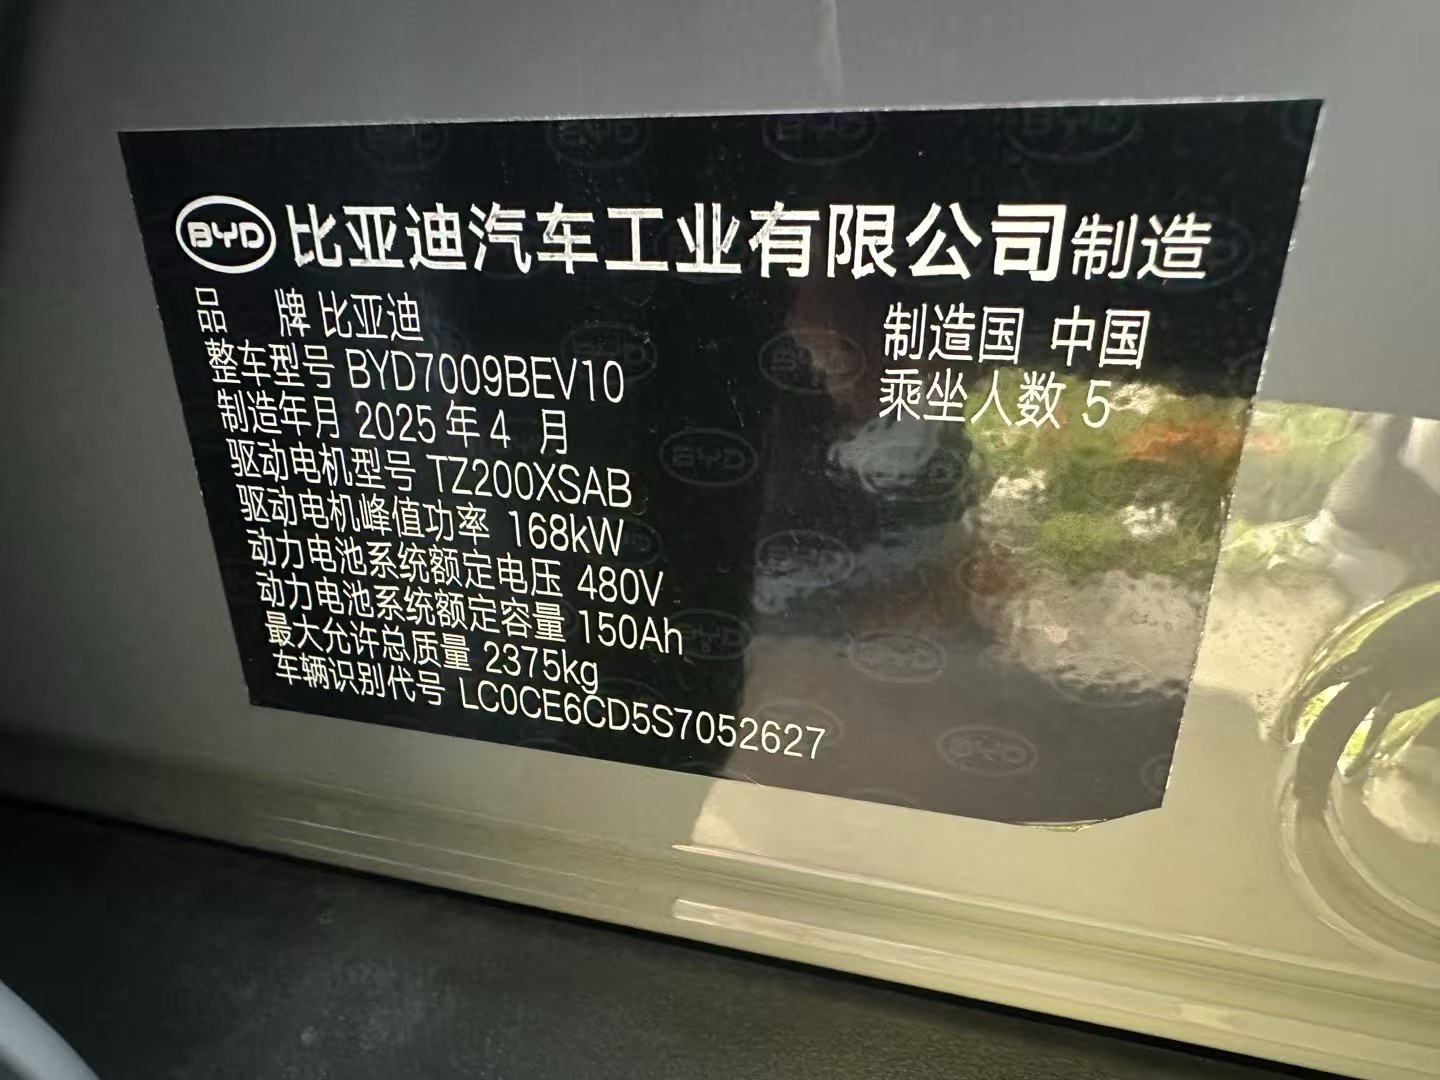 BYD 比亚迪汽车工业有限公司制造
品 牌 比亚迪
制造国 中国
整车型号 BYD7009BEV10
乘坐人数 5
制造年月 2025年4 月
驱动电机型号 TZ200XSAB
驱动电机峰值功率 168kW
动力电池系统额定电压 480V
动力电池系统额定容量 150Ah
最大允许总质量 2375kg
车辆识别代号 LC0CE6CD5S7052627